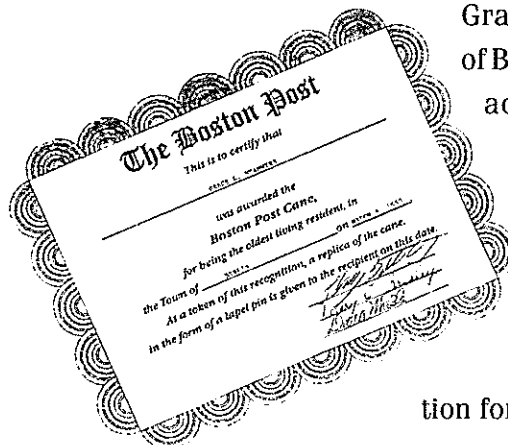 Gra
of B
ac
The Boston Post
This is to certify that
was awarded the
Boston Post Cane,
for being the oldest living resident, in
the Town of on
As a token of this recognition, a replica of the cane,
in the form of a lapel pin is given to the recipient on this date.
tion for